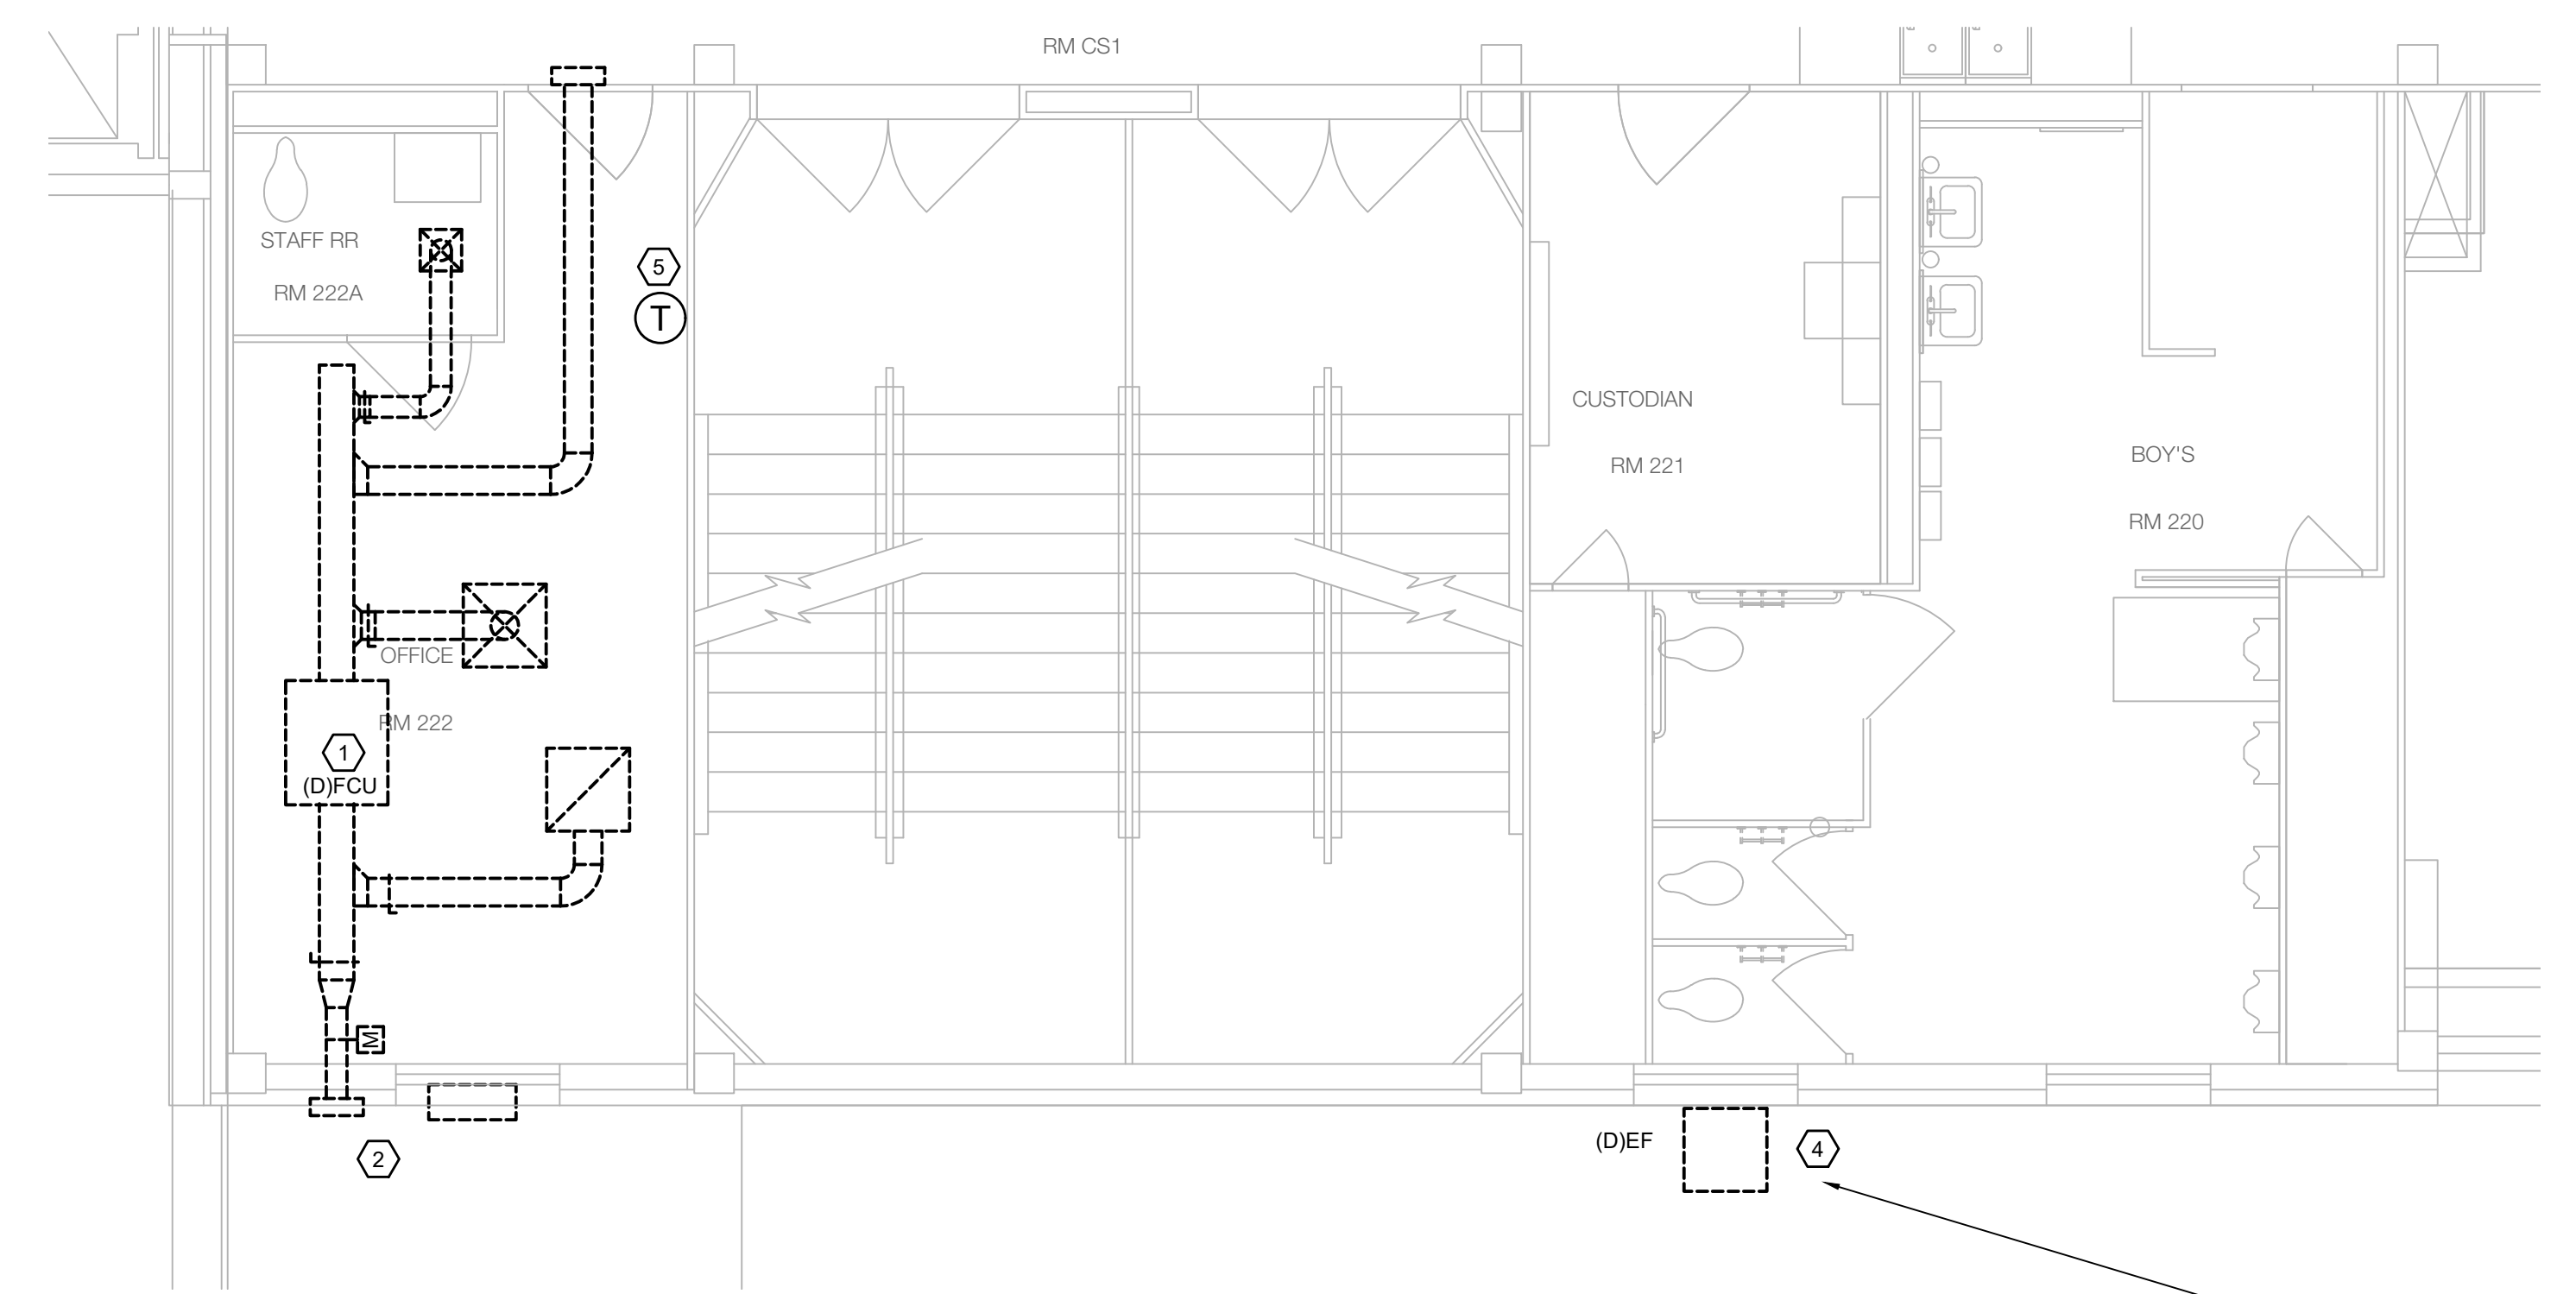 RM CS1
STAFF RR
RM 222A
5
T
CUSTODIAN
RM 221
BOY'S
RM 220
OFFICE
RM 222
1
(D)FCU
M
2
(D)EF
4